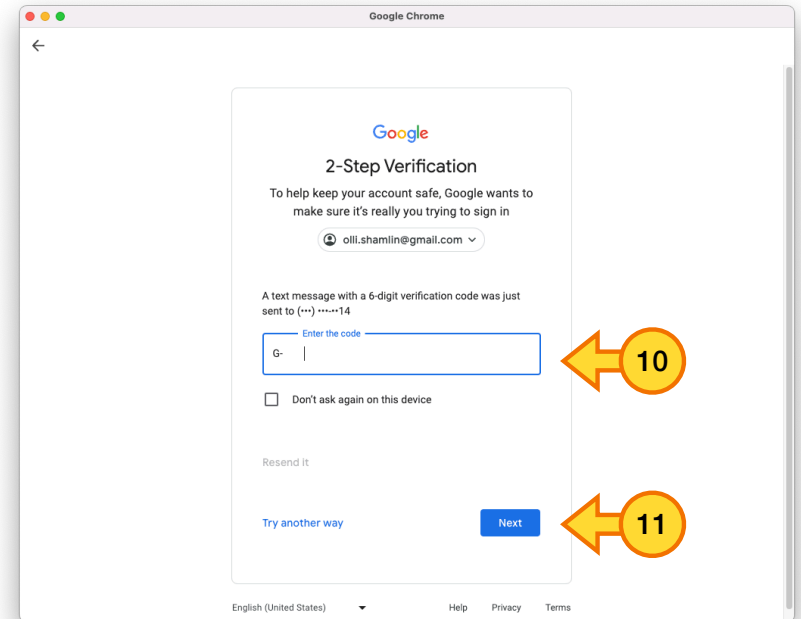 Google Chrome
Google
2-Step Verification
To help keep your account safe, Google wants to
make sure it's really you trying to sign in
olli.shamlin@gmail.com
A text message with a 6-digit verification code was just
sent to (•••) •••-••14
Enter the code
G-
10
Don't ask again on this device
Resend it
Try another way
Next
11
English (United States)
Help
Privacy
Terms